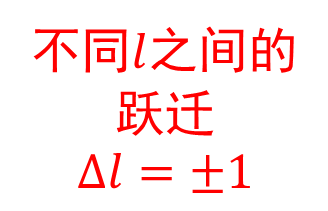 不同l之间的
跃迁
Δl = ±1